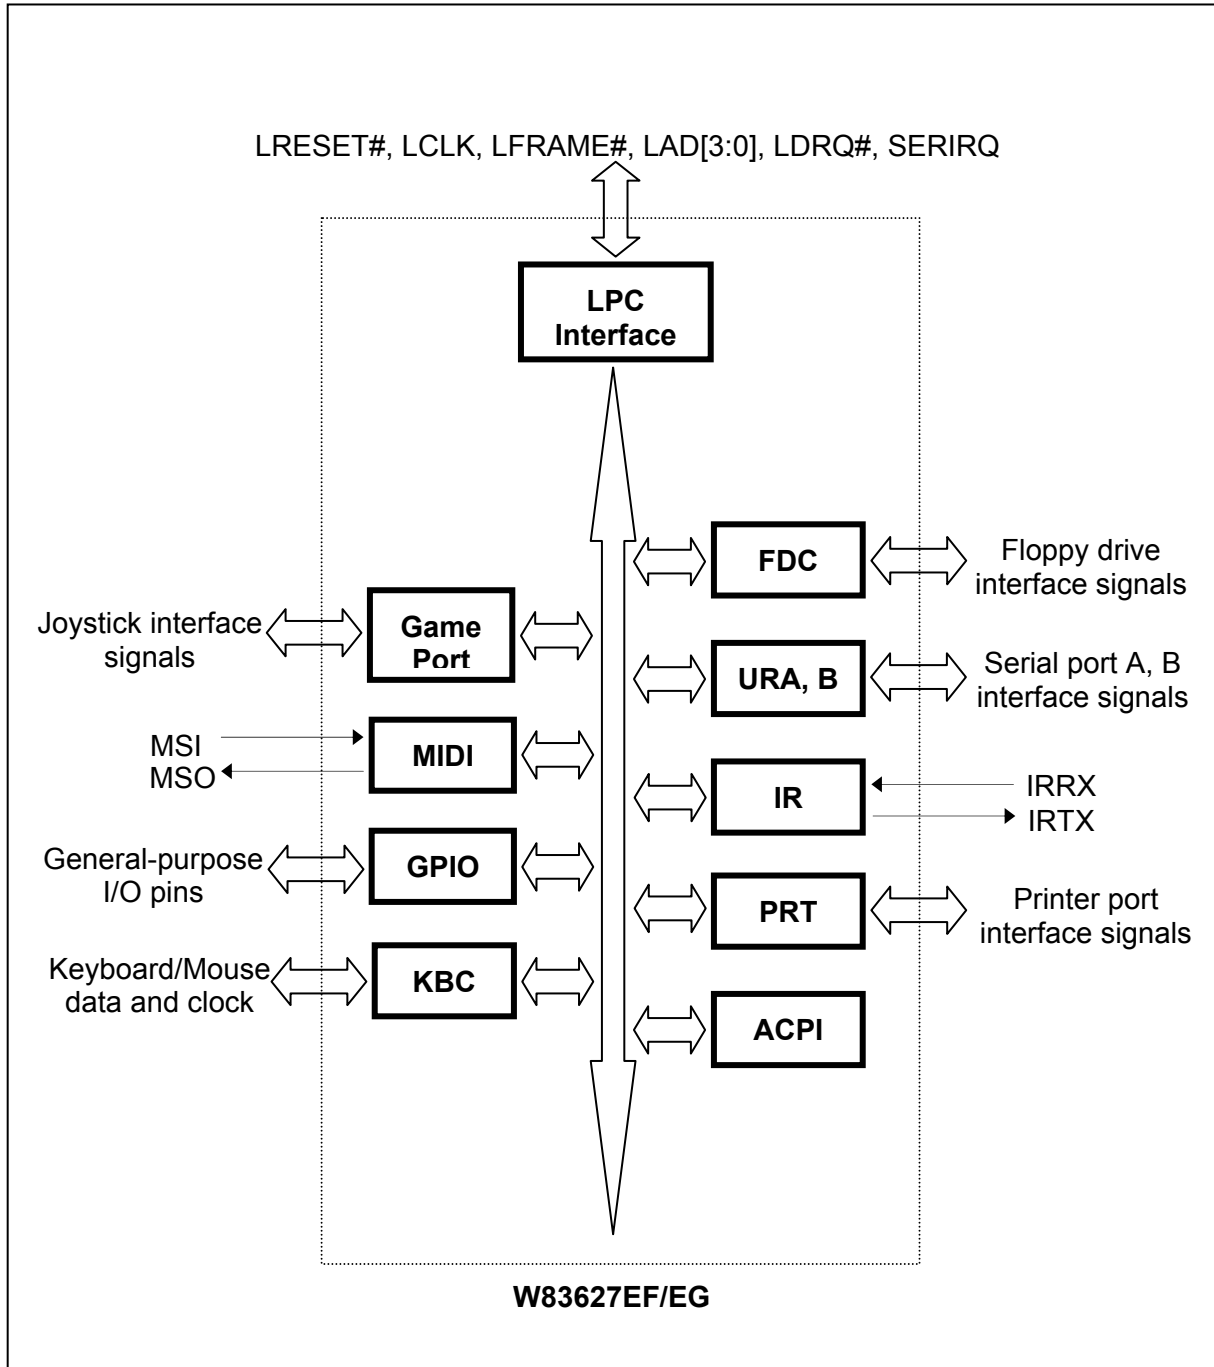 LRESET#, LCLK, LFRAME#, LAD[3:0], LDRQ#, SERIRQ
LPC
Interface
FDC
Floppy drive
interface signals
Joystick interface
signals
Game
Port
URA, B
Serial port A, B
interface signals
MSI
MSO
MIDI
IR
IRRX
IRTX
General-purpose
I/O pins
GPIO
PRT
Printer port
interface signals
Keyboard/Mouse
data and clock
KBC
ACPI
W83627EF/EG